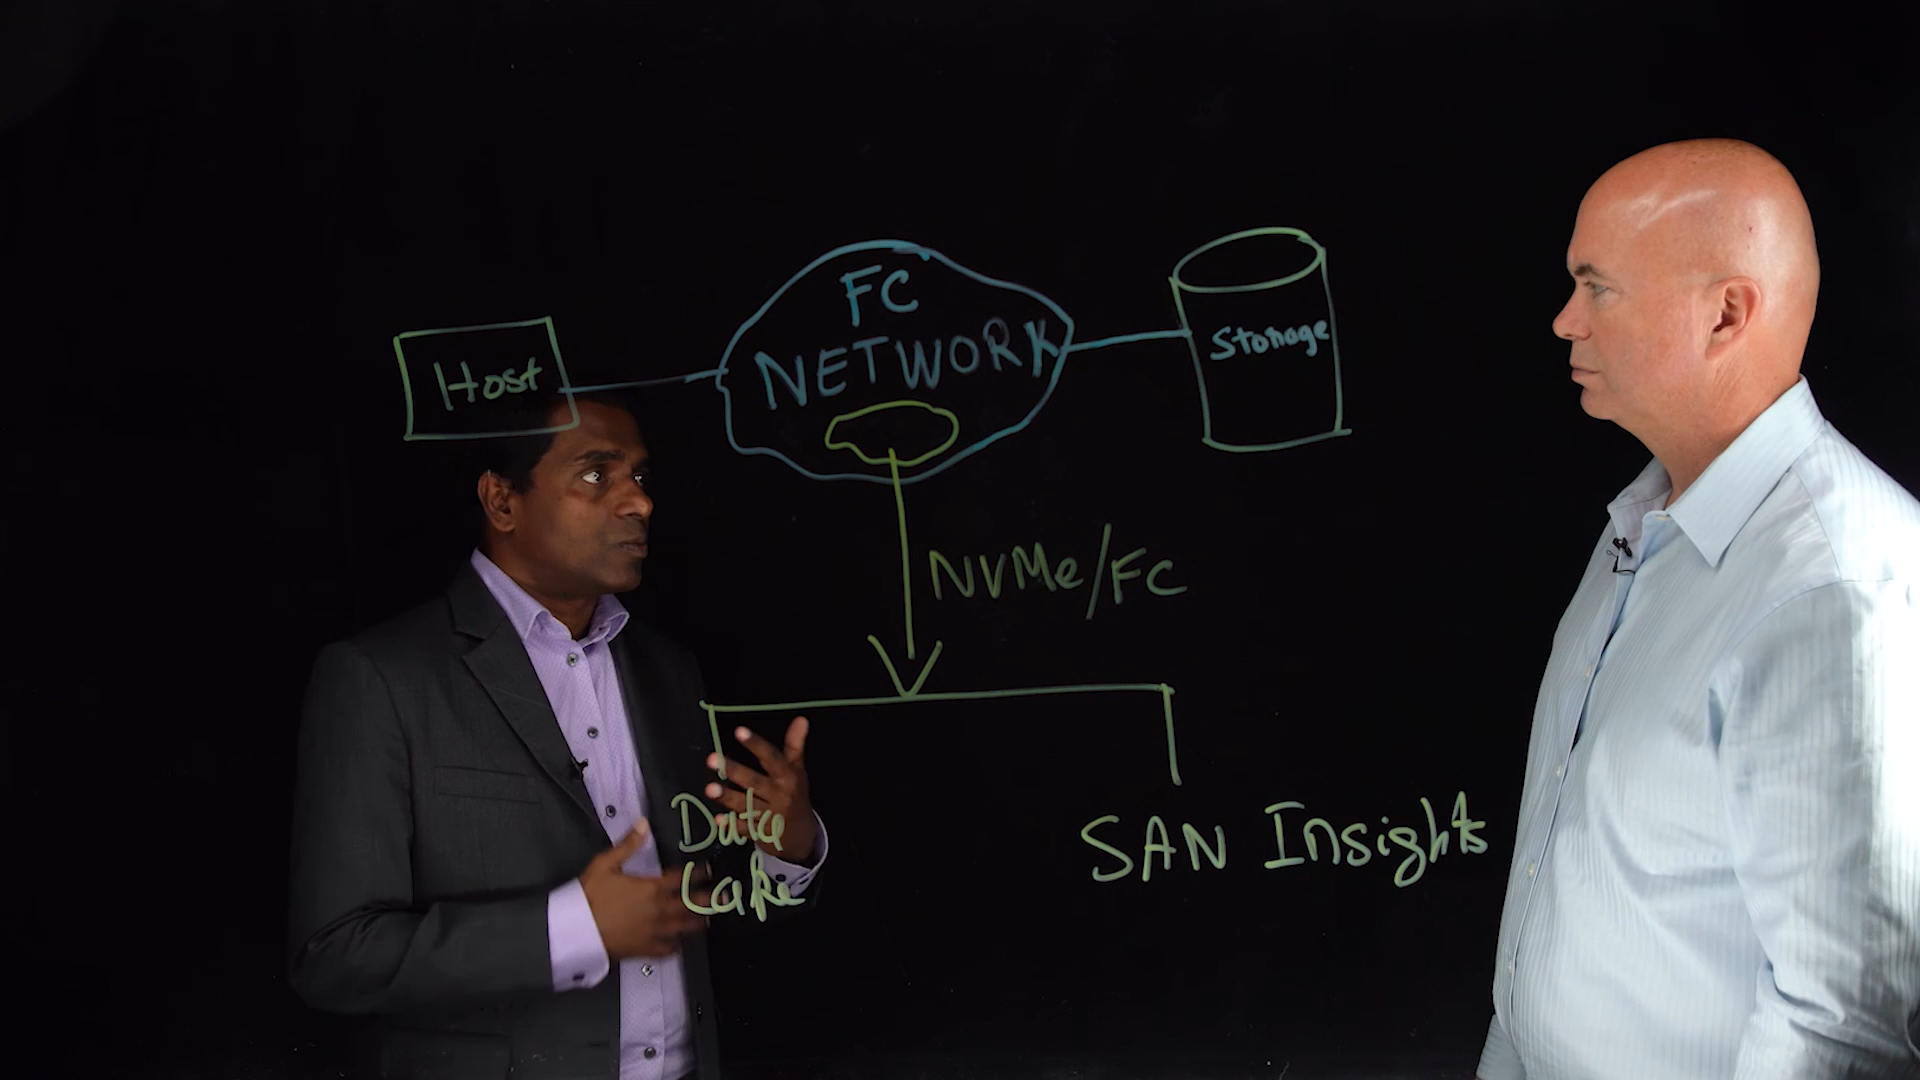 FC
NETWORK
Host
Storage
NVMe/FC
Data
Lake
SAN Insights